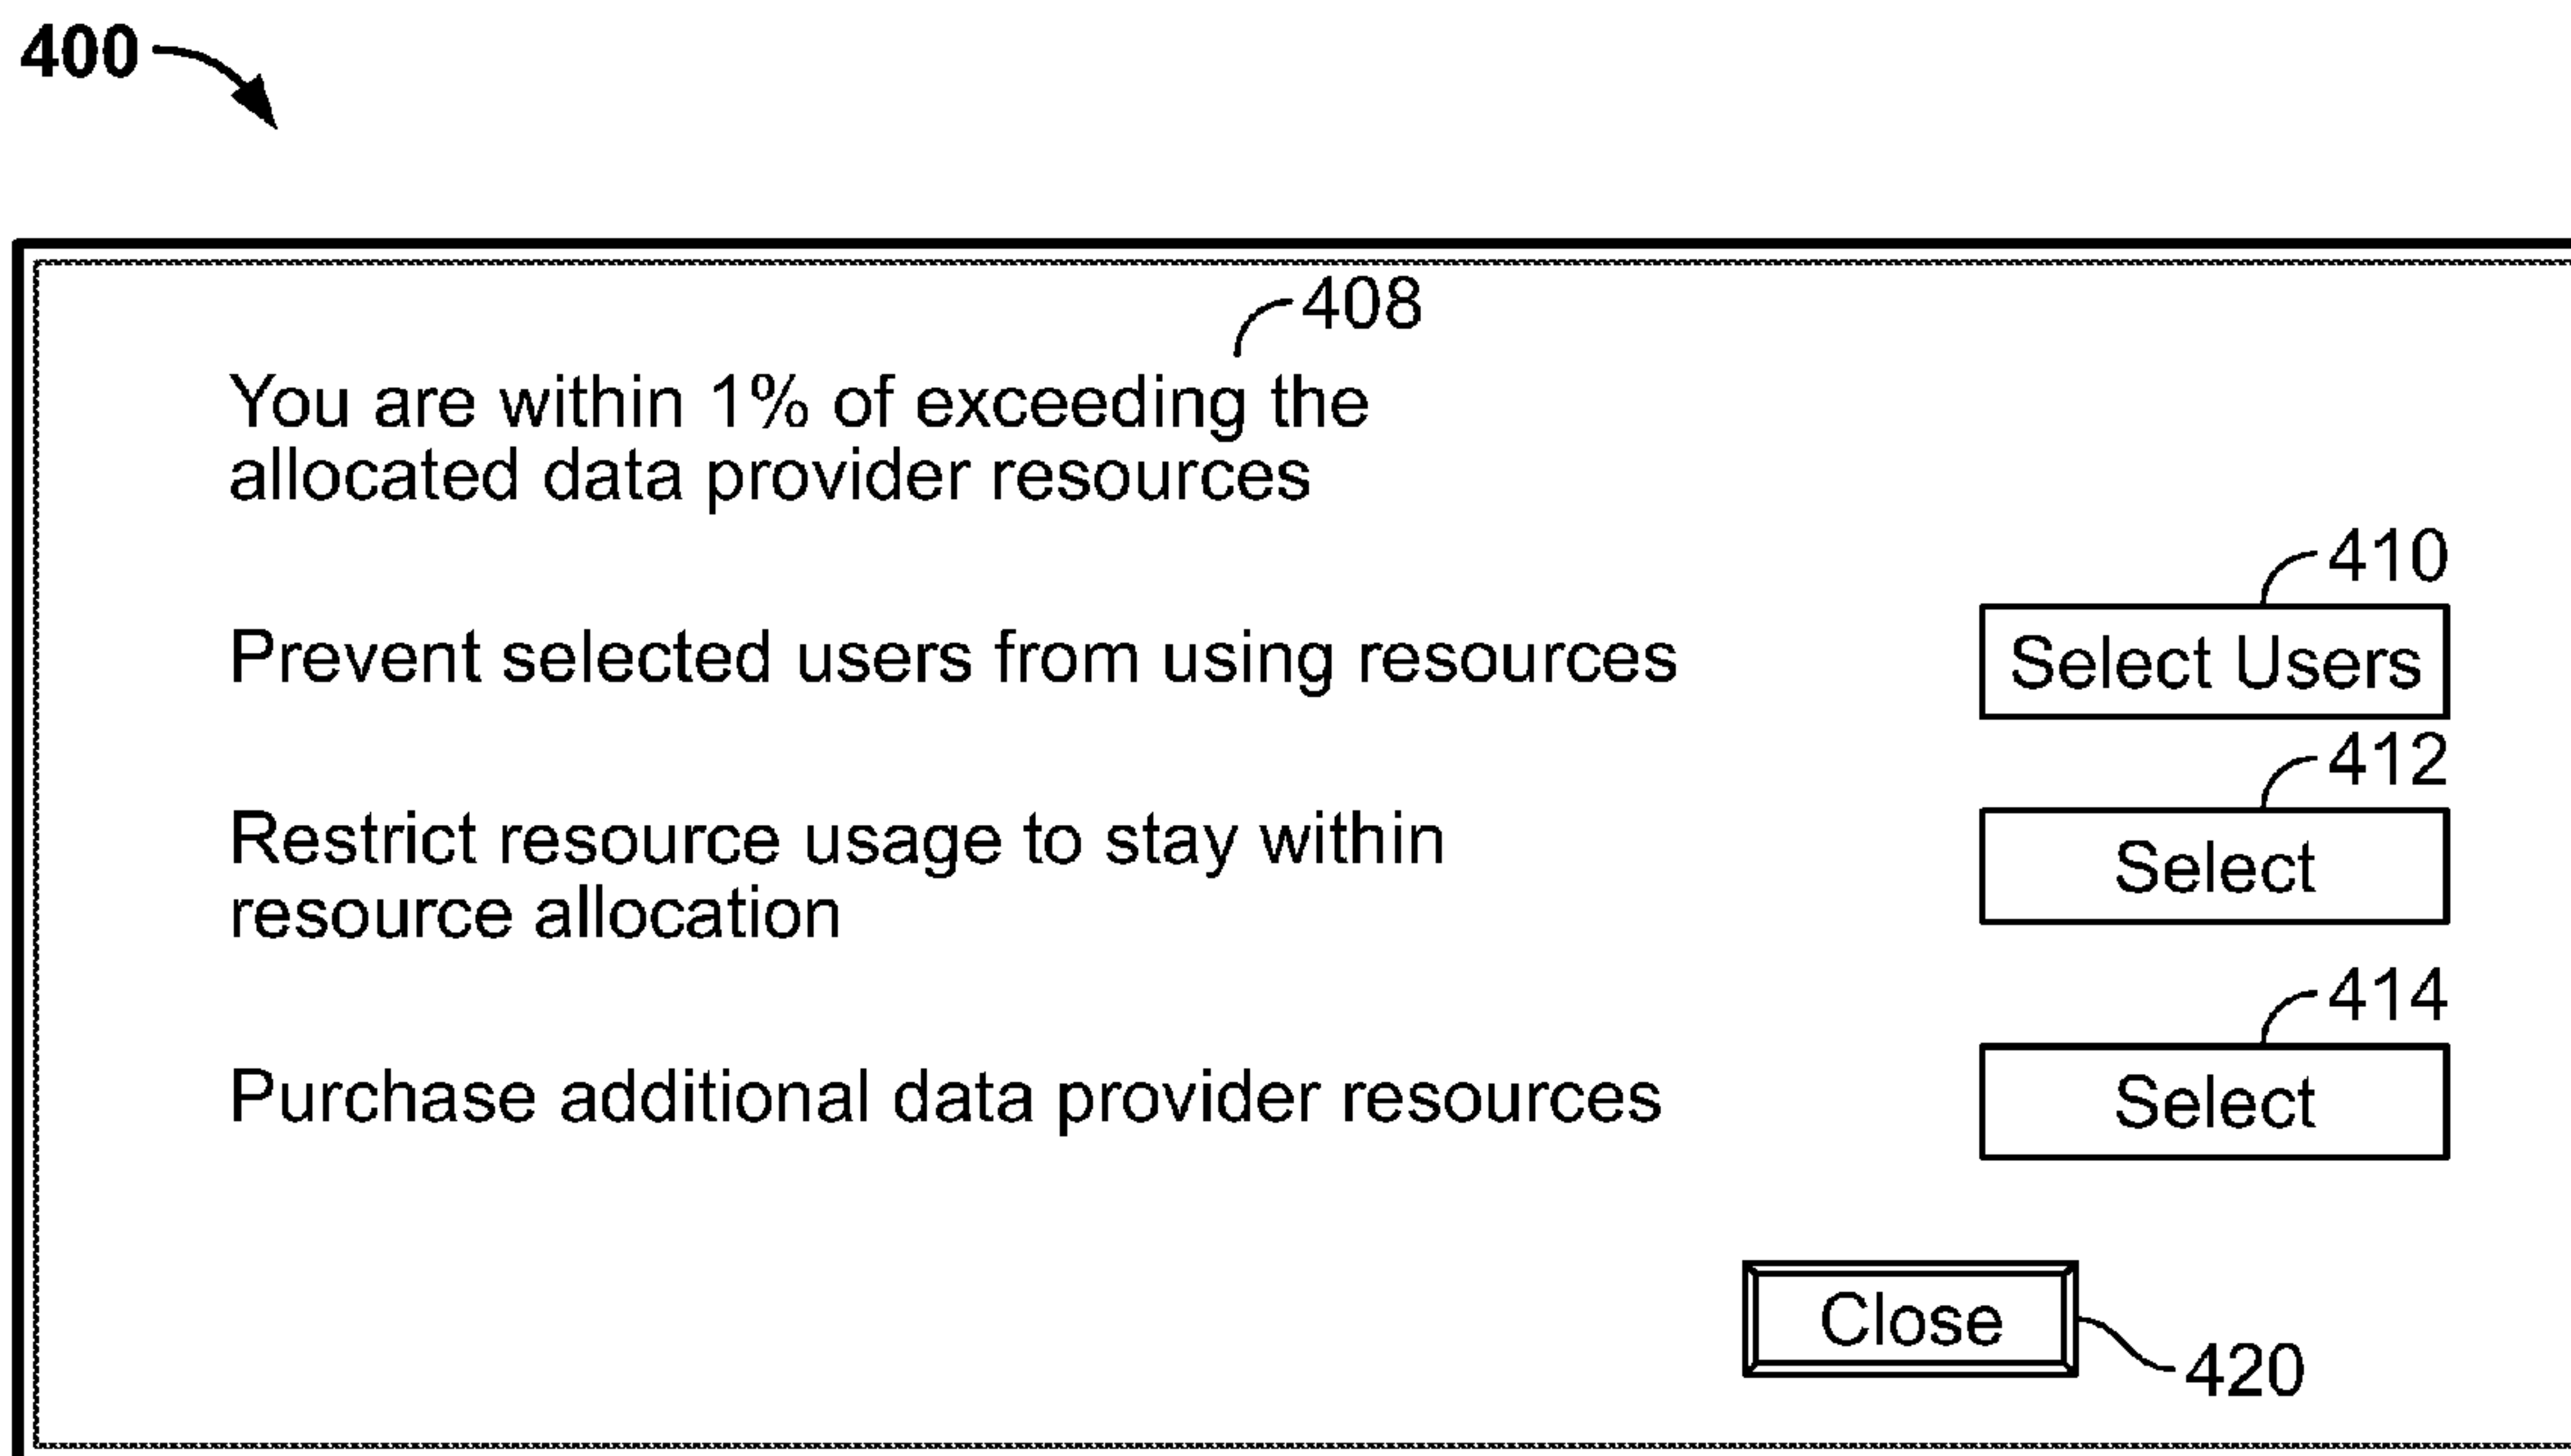 400
408
You are within 1% of exceeding the
allocated data provider resources
410
Prevent selected users from using resources
Select Users
412
Restrict resource usage to stay within
resource allocation
Select
414
Purchase additional data provider resources
Select
Close
420